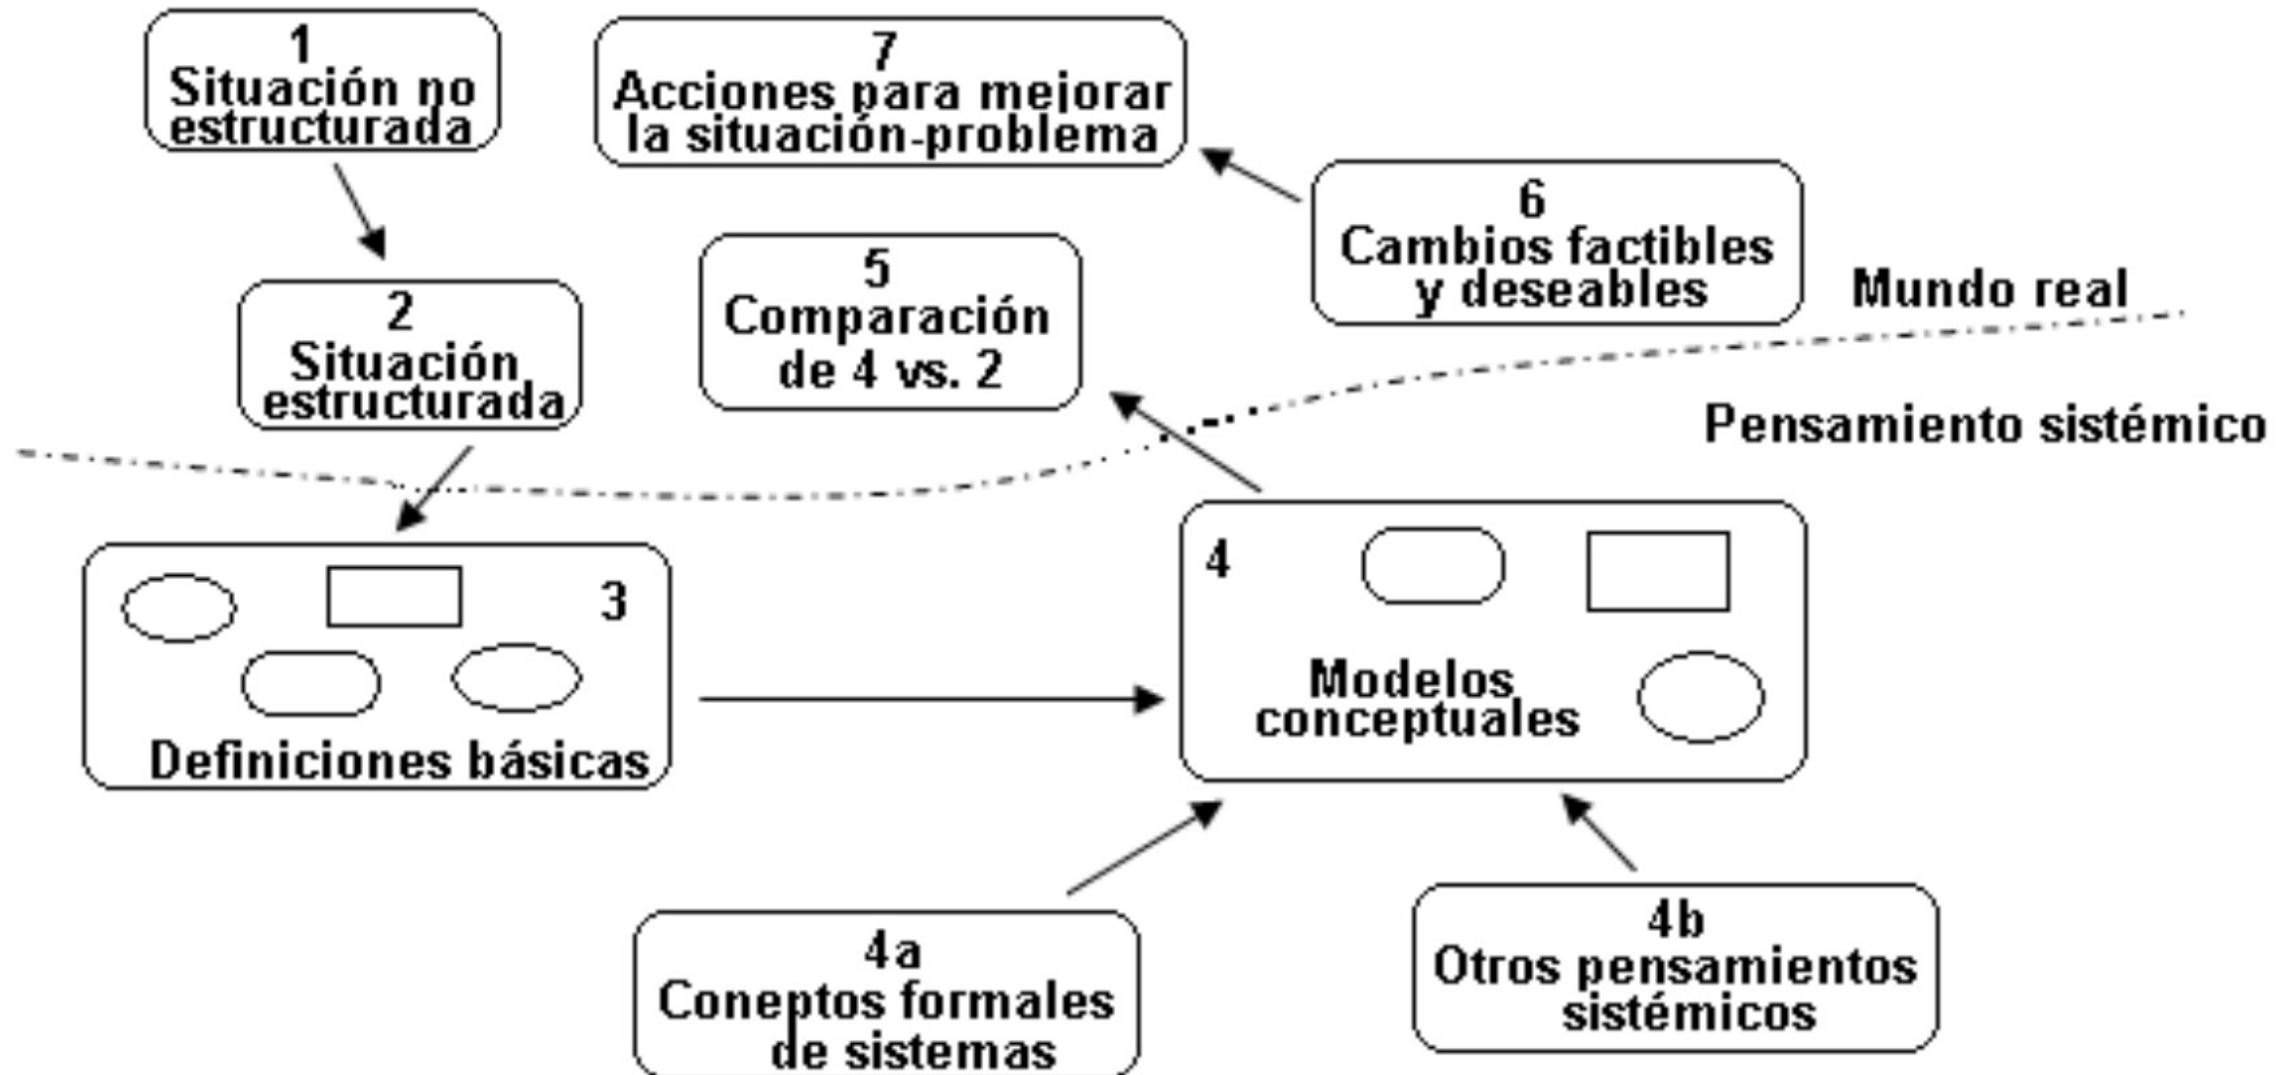 1
Situación no
estructurada
7
Acciones para mejorar
la situación-problema
6
Cambios factibles
y deseables
5
Comparación
de 4 vs. 2
2
Situación
estructurada
Mundo real
Pensamiento sistémico
3
Definiciones básicas
4
Modelos
conceptuales
4a
Coneptos formales
de sistemas
4b
Otros pensamientos
sistémicos